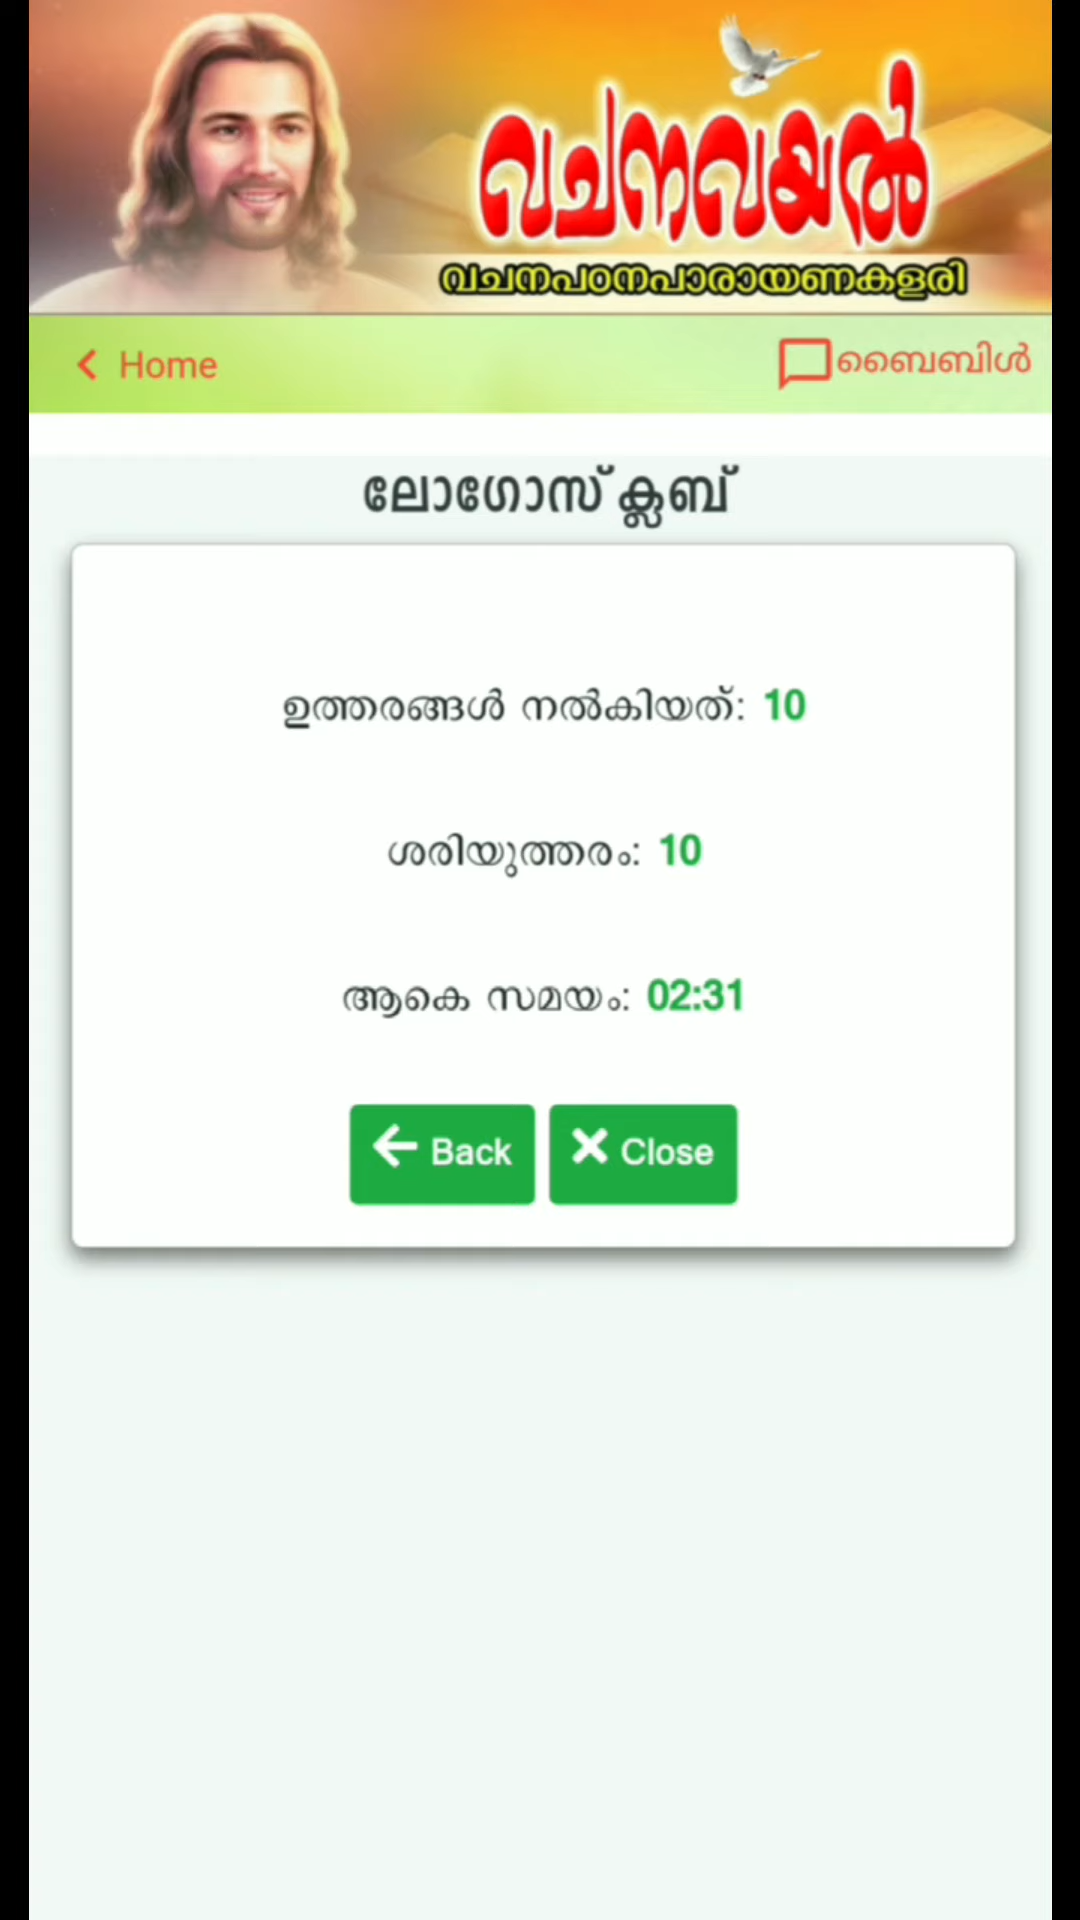 വചനവയൽ
വചനപഠനപാരായണകളരി
Home
ബൈബിൾ
ലോഗോസ് ക്ലബ്
ഉത്തരങ്ങൾ നൽകിയത്: 10
ശരിയുത്തരം: 10
ആകെ സമയം: 02:31
Back
Close